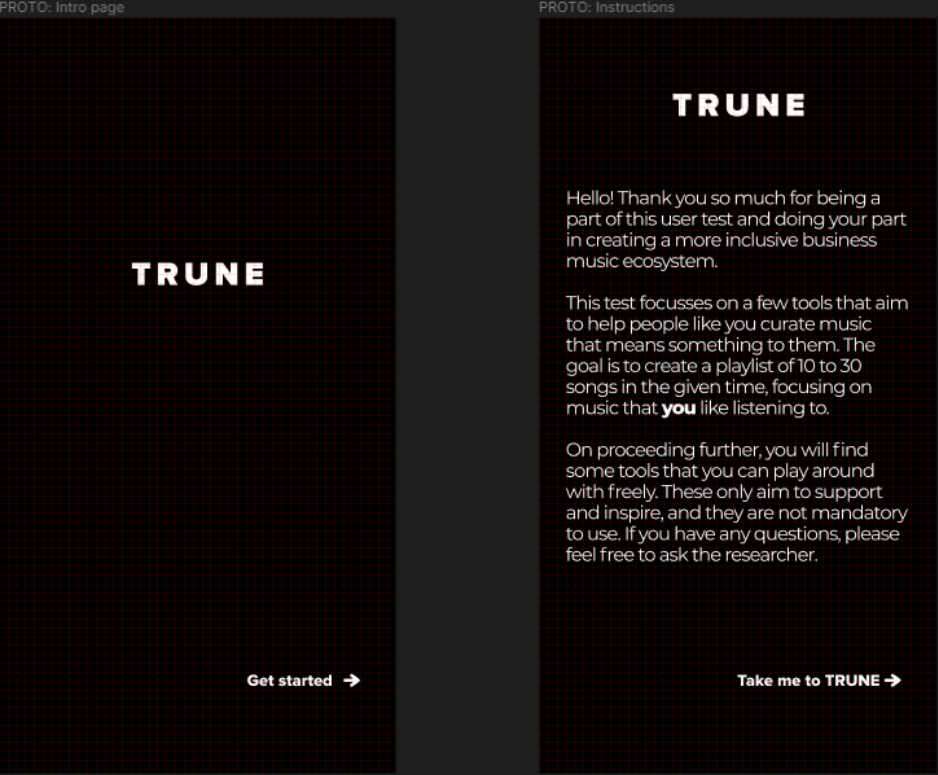 PROTO: Intro page
TRUNE
Get started →
PROTO: Instructions
TRUNE
Hello! Thank you so much for being a
part of this user test and doing your part
in creating a more inclusive business
music ecosystem.
This test focusses on a few tools that aim
to help people like you curate music
that means something to them. The
goal is to create a playlist of 10 to 30
songs in the given time, focusing on
music that you like listening to.
On proceeding further, you will find
some tools that you can play around
with freely. These only aim to support
and inspire, and they are not mandatory
to use. If you have any questions, please
feel free to ask the researcher.
Take me to TRUNE →